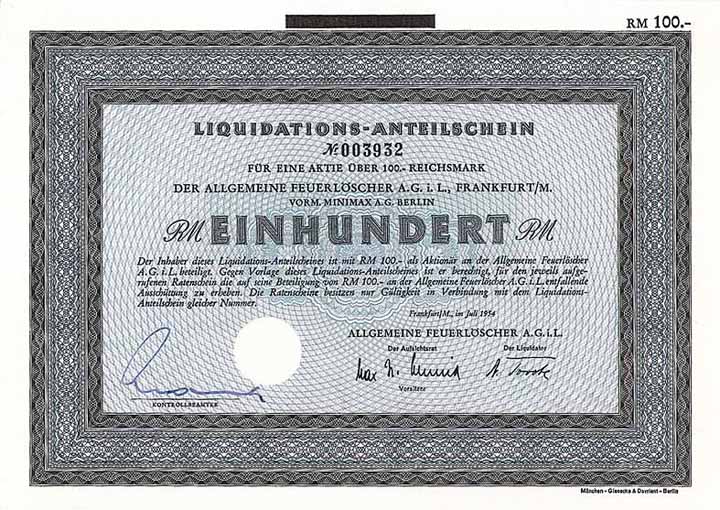 RM 100.-
LIQUIDATIONS-ANTEILSCHEIN
№ 003932
FÜR EINE AKTIE ÜBER 100.- REICHSMARK
DER ALLGEMEINE FEUERLÖSCHER A.G. i. L., FRANKFURT/M.
VORM. MINIMAX A.G. BERLIN
RM EINHUNDERT RM
Der Inhaber dieses Liquidations-Anteilscheines ist mit RM 100.- als Aktionär an der Allgemeine Feuerlöscher
A.G. i. L. beteiligt. Gegen Vorlage dieses Liquidations-Anteilscheines ist er berechtigt, für den jeweils aufge-
rufenen Ratenschein die auf seine Beteiligung von RM 100.- an der Allgemeine Feuerlöscher A.G. i. L. entfallende
Ausschüttung zu erheben. Die Ratenscheine besitzen nur Gültigkeit in Verbindung mit dem Liquidations-
Anteilschein gleicher Nummer.
Frankfurt/M., im Juli 1954
ALLGEMEINE FEUERLÖSCHER A.G. i. L.
Der Aufsichtsrat Der Liquidator
Vorsitzer
KONTROLLBEAMTER
München - Giesecke & Devrient - Berlin